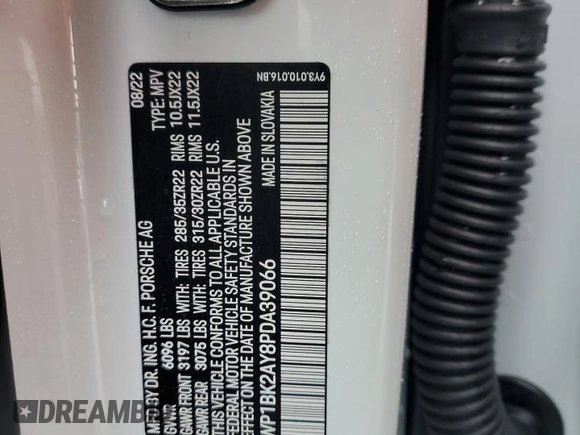 08/22
TYPE: MPV
MFD BY DR. ING. H.C. F. PORSCHE AG
GVWR 6096 LBS
GAWR FRONT 3197 LBS WITH: TIRES 285/35ZR22 RIMS 10.5JX22
GAWR REAR 3075 LBS WITH: TIRES 315/30ZR22 RIMS 11.5JX22
THIS VEHICLE CONFORMS TO ALL APPLICABLE U.S.
FEDERAL MOTOR VEHICLE SAFETY STANDARDS IN
EFFECT ON THE DATE OF MANUFACTURE SHOWN ABOVE
WP1BK2AY8PDA39066
MADE IN SLOVAKIA
9Y3.010.016.BN
DREAMB